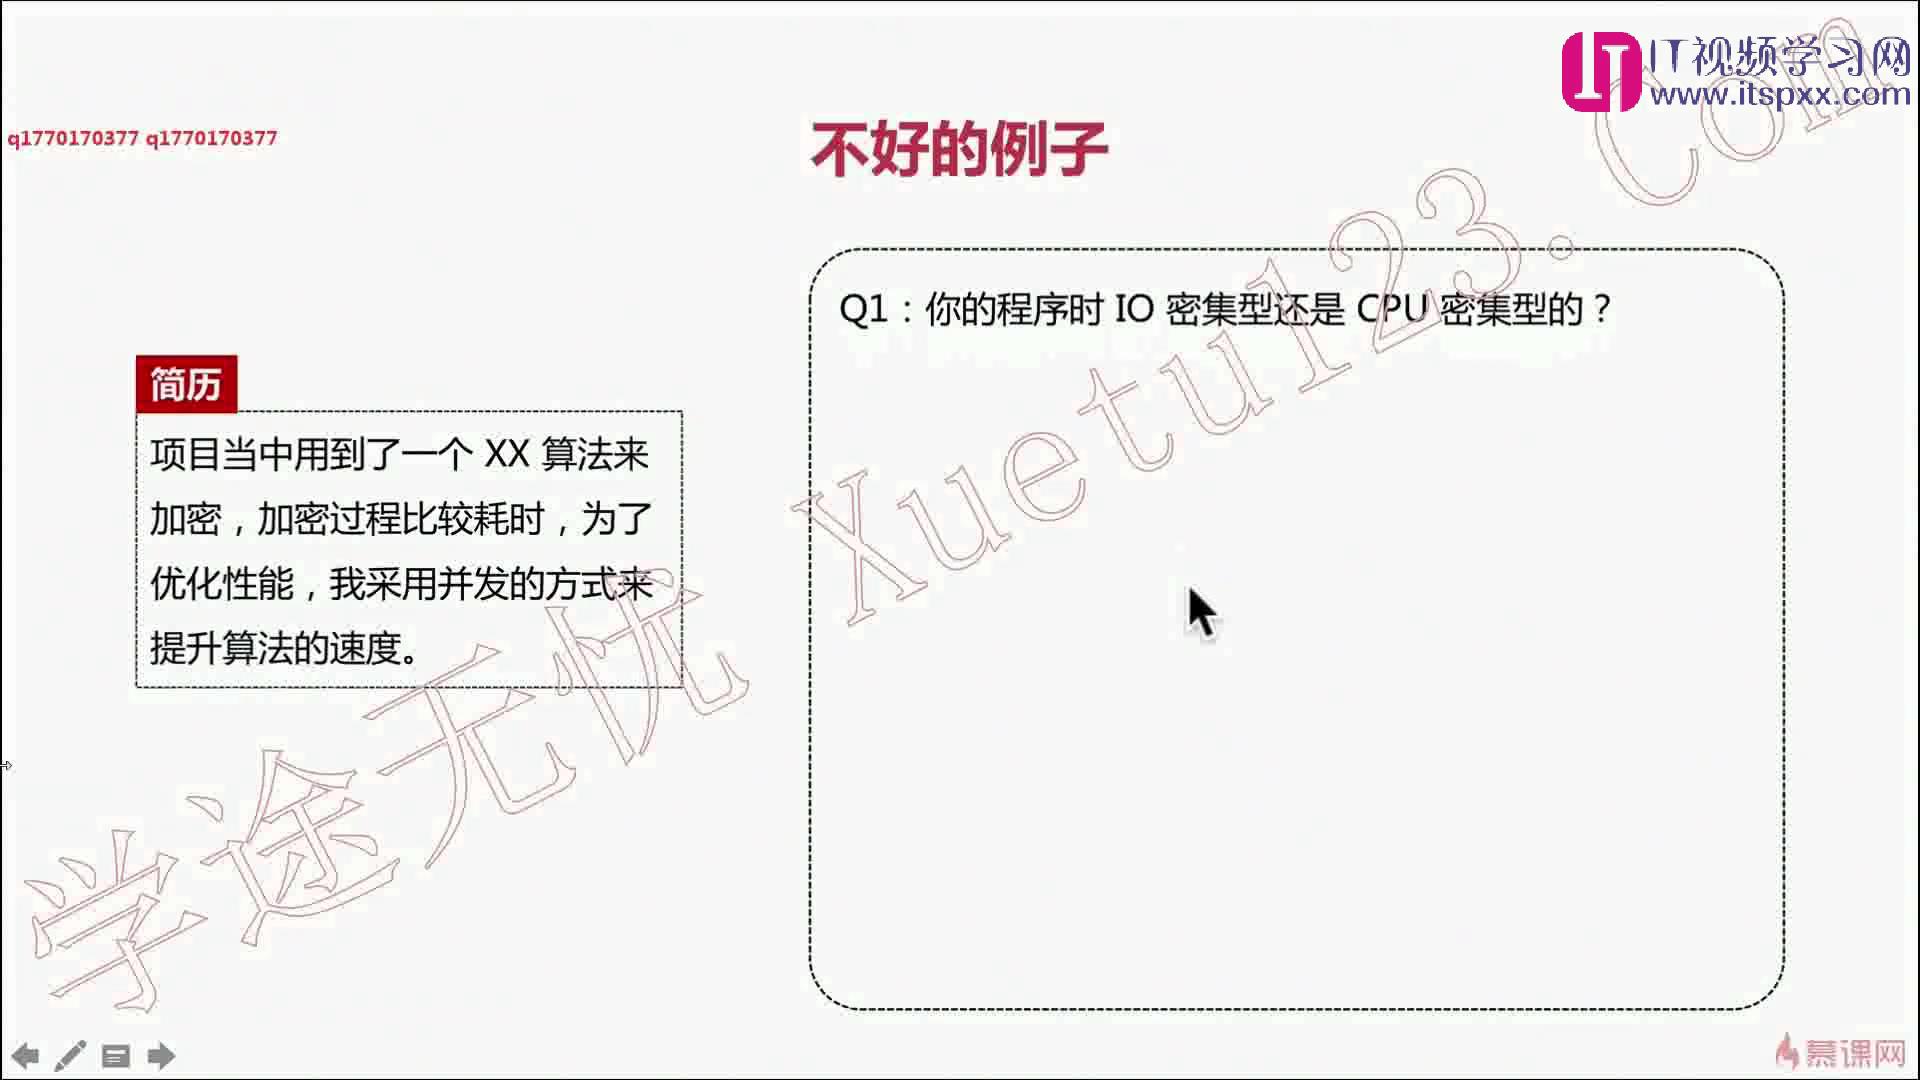 IT视频学习网
www.itspxx.com
q1770170377 q1770170377
不好的例子
Q1：你的程序时 IO 密集型还是 CPU 密集型的？
简历
项目当中用到了一个 XX 算法来
加密，加密过程比较耗时，为了
优化性能，我采用并发的方式来
提升算法的速度。
学途无忧 Xuetu123.Com
慕课网